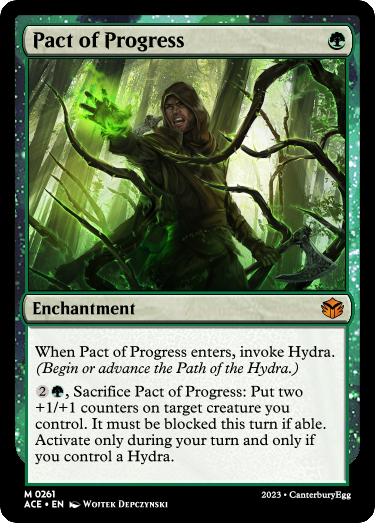 Pact of Progress
Enchantment
When Pact of Progress enters, invoke Hydra.
(Begin or advance the Path of the Hydra.)
2, Sacrifice Pact of Progress: Put two
+1/+1 counters on target creature you
control. It must be blocked this turn if able.
Activate only during your turn and only if
you control a Hydra.
M 0261
ACE • EN Wojtek Depczynski
2023 • CanterburyEgg